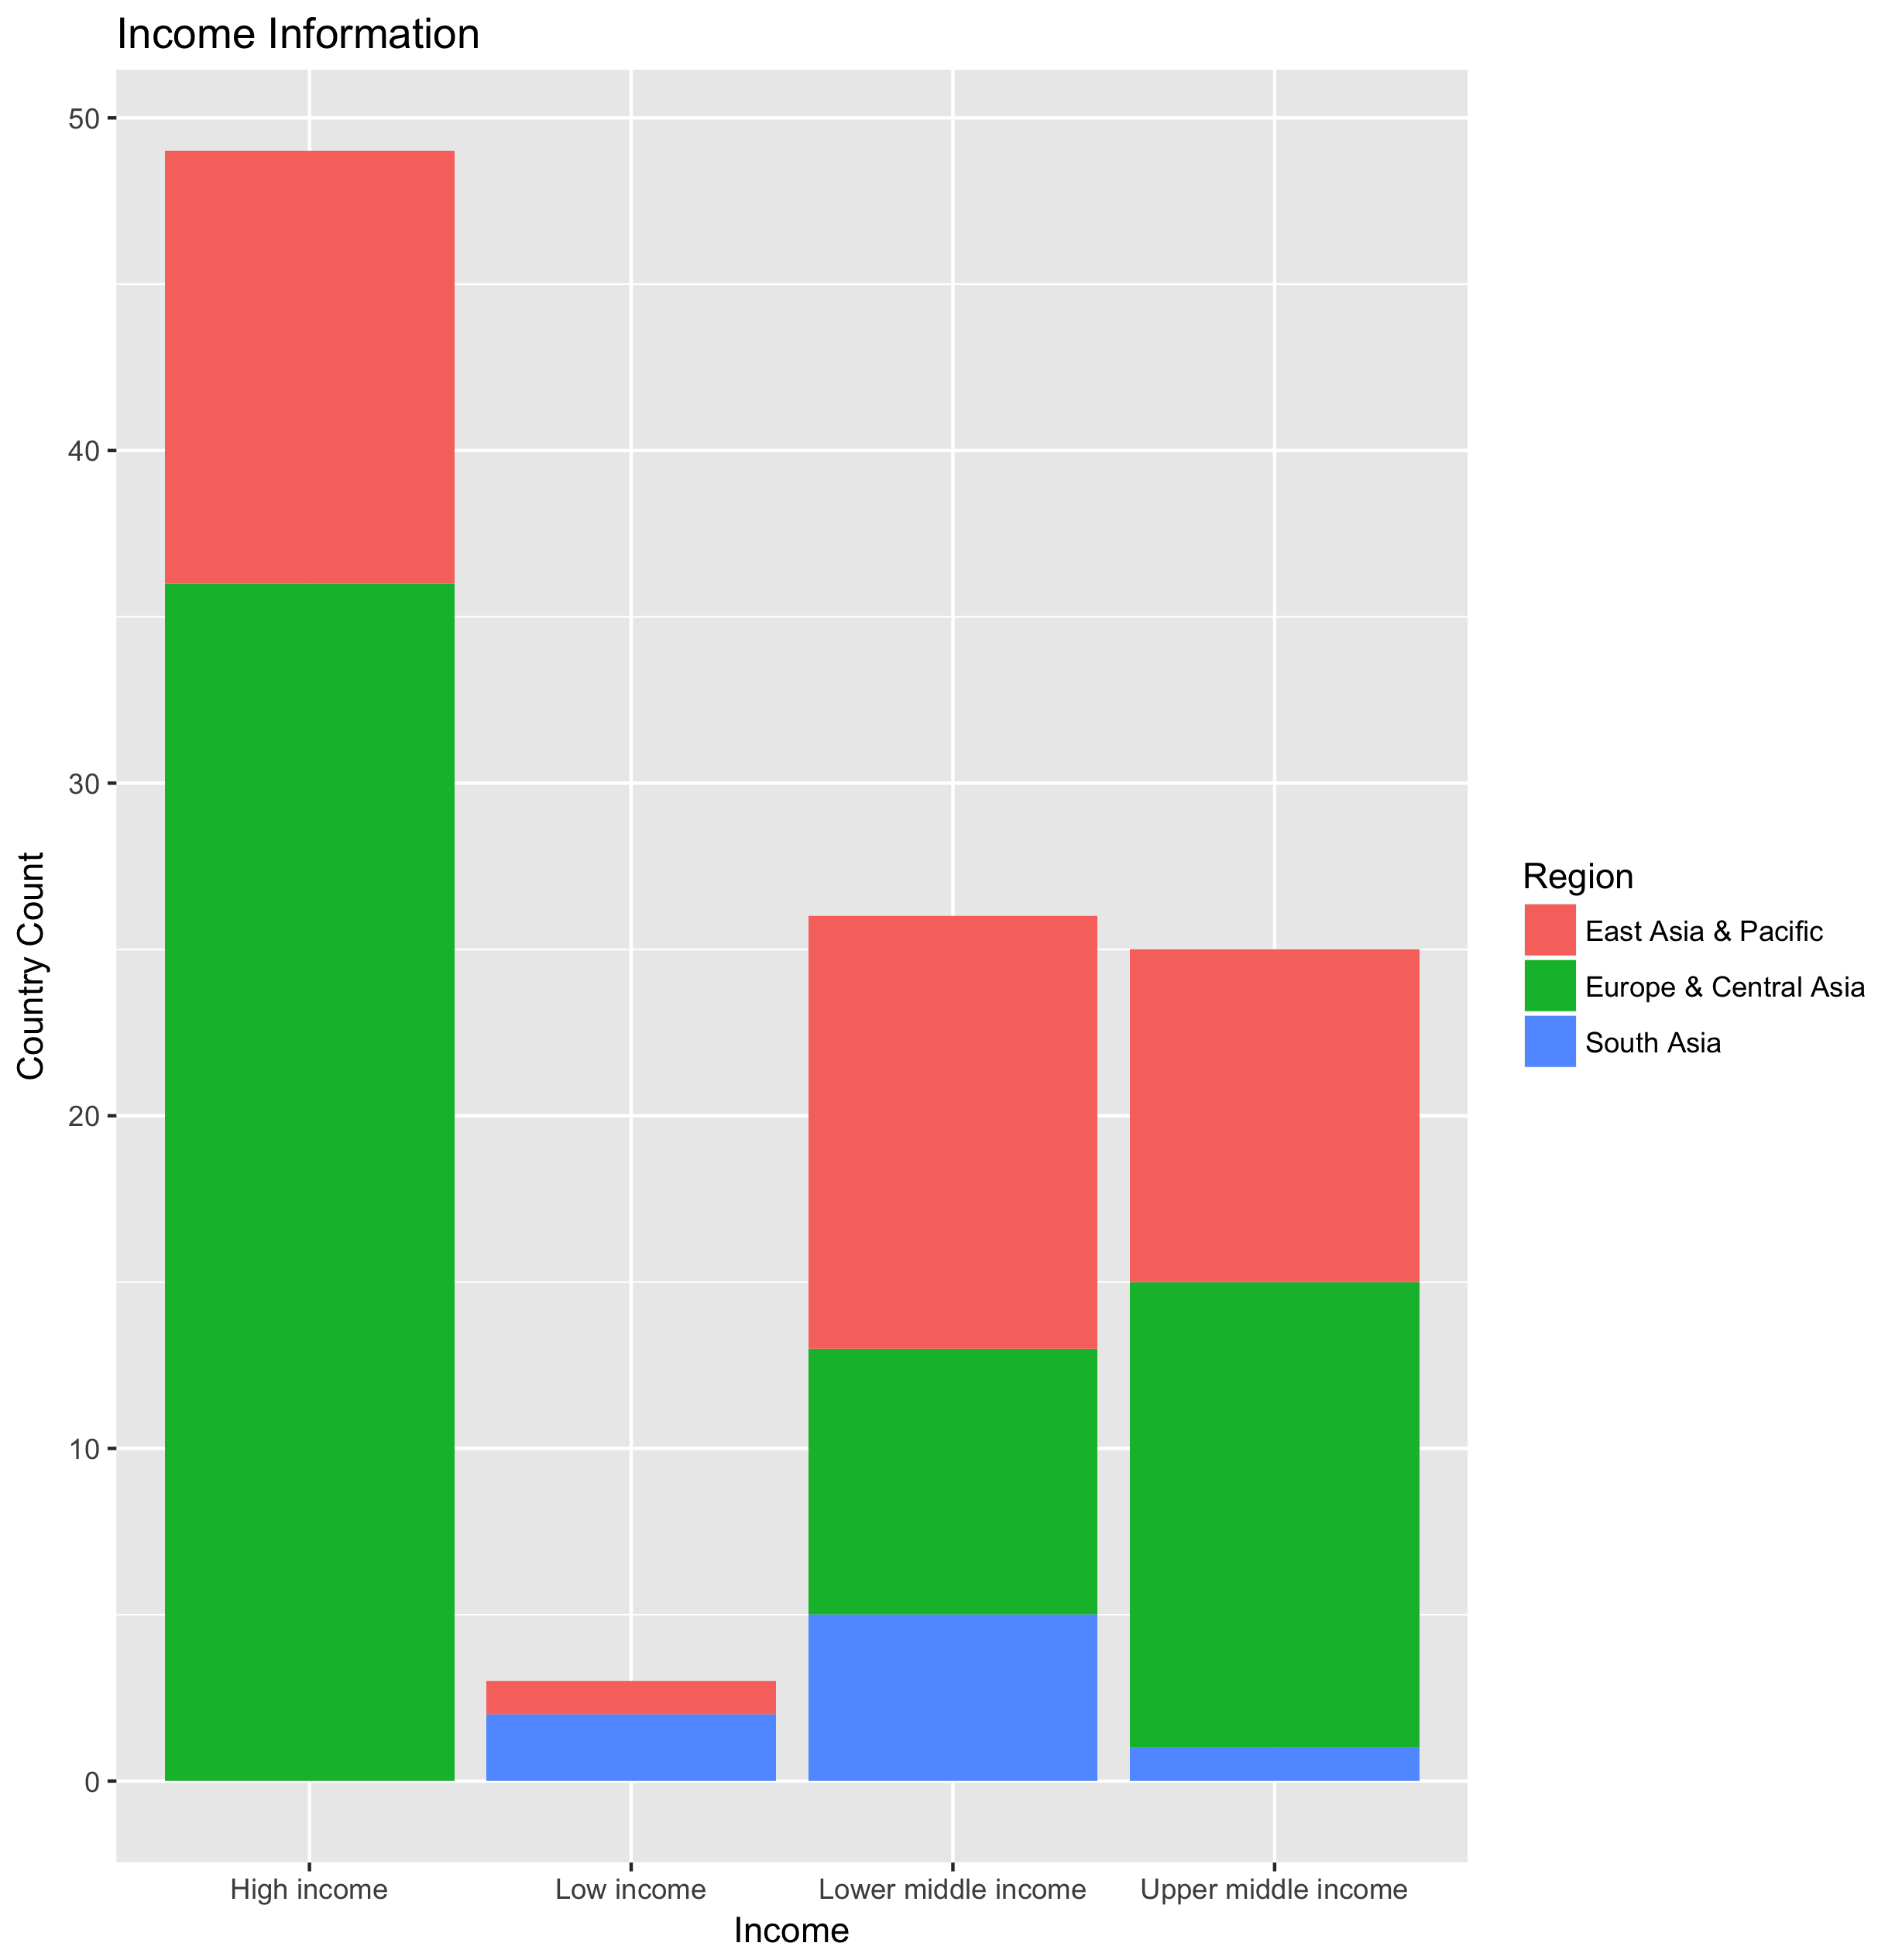 Income Information
50
40
30
20
10
0
Country Count
High income
Low income
Lower middle income
Upper middle income
Income
Region
East Asia & Pacific
Europe & Central Asia
South Asia